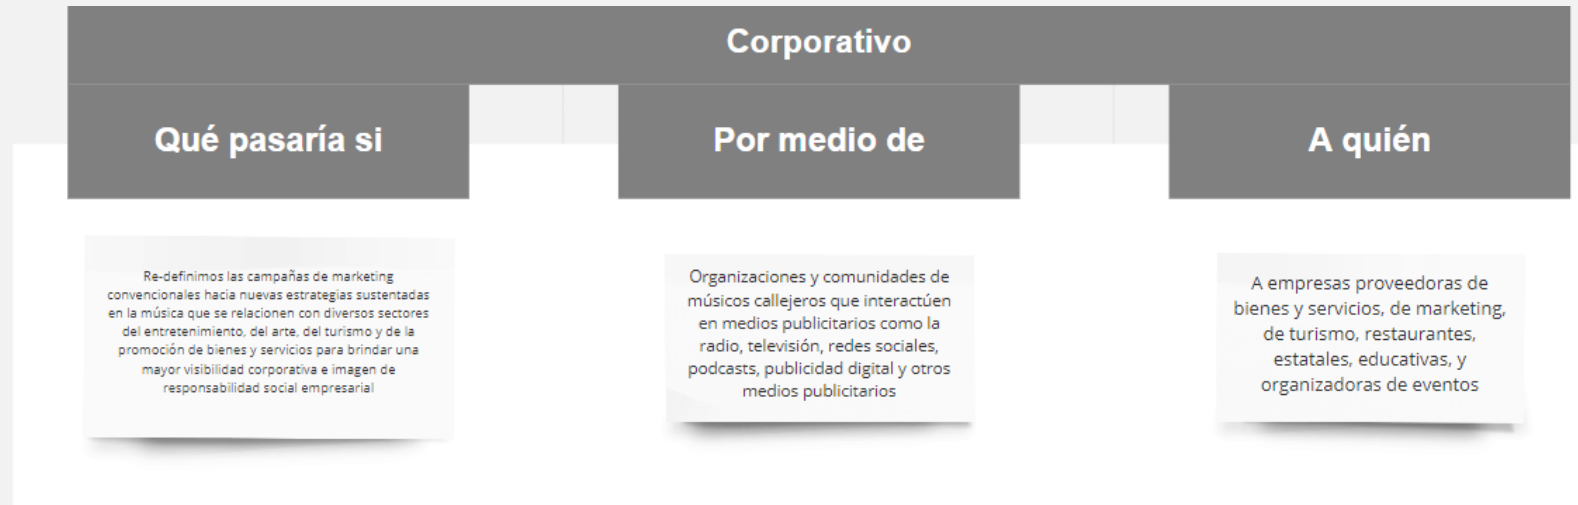 Corporativo
Qué pasaría si
Por medio de
A quién
Re-definimos las campañas de marketing
convencionales hacia nuevas estrategias sustentadas
en la música que se relacionen con diversos sectores
del entretenimiento, del arte, del turismo y de la
promoción de bienes y servicios para brindar una
mayor visibilidad corporativa e imagen de
responsabilidad social empresarial
Organizaciones y comunidades de
músicos callejeros que interactúen
en medios publicitarios como la
radio, televisión, redes sociales,
podcasts, publicidad digital y otros
medios publicitarios
A empresas proveedoras de
bienes y servicios, de marketing,
de turismo, restaurantes,
estatales, educativas, y
organizadoras de eventos